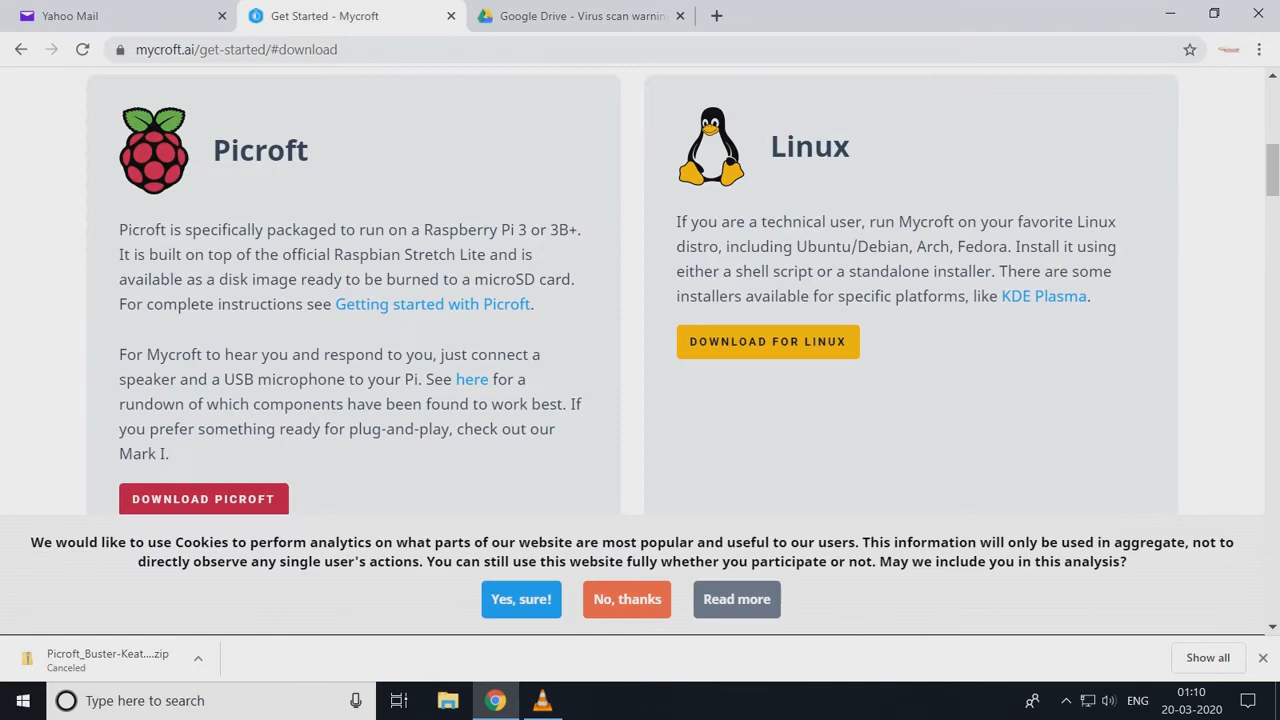 Yahoo Mail
Get Started - Mycroft
Google Drive - Virus scan warnin
mycroft.ai/get-started/#download
Picroft
Picroft is specifically packaged to run on a Raspberry Pi 3 or 3B+.
It is built on top of the official Raspbian Stretch Lite and is
available as a disk image ready to be burned to a microSD card.
For complete instructions see Getting started with Picroft.
For Mycroft to hear you and respond to you, just connect a
speaker and a USB microphone to your Pi. See here for a
rundown of which components have been found to work best. If
you prefer something ready for plug-and-play, check out our
Mark I.
DOWNLOAD PICROFT
Linux
If you are a technical user, run Mycroft on your favorite Linux
distro, including Ubuntu/Debian, Arch, Fedora. Install it using
either a shell script or a standalone installer. There are some
installers available for specific platforms, like KDE Plasma.
DOWNLOAD FOR LINUX
We would like to use Cookies to perform analytics on what parts of our website are most popular and useful to our users. This information will only be used in aggregate, not to
directly observe any single user's actions. You can still use this website fully whether you participate or not. May we include you in this analysis?
Yes, sure!
No, thanks
Read more
Picroft_Buster-Keat....zip
Canceled
Show all
Type here to search
ENG
01:10
20-03-2020